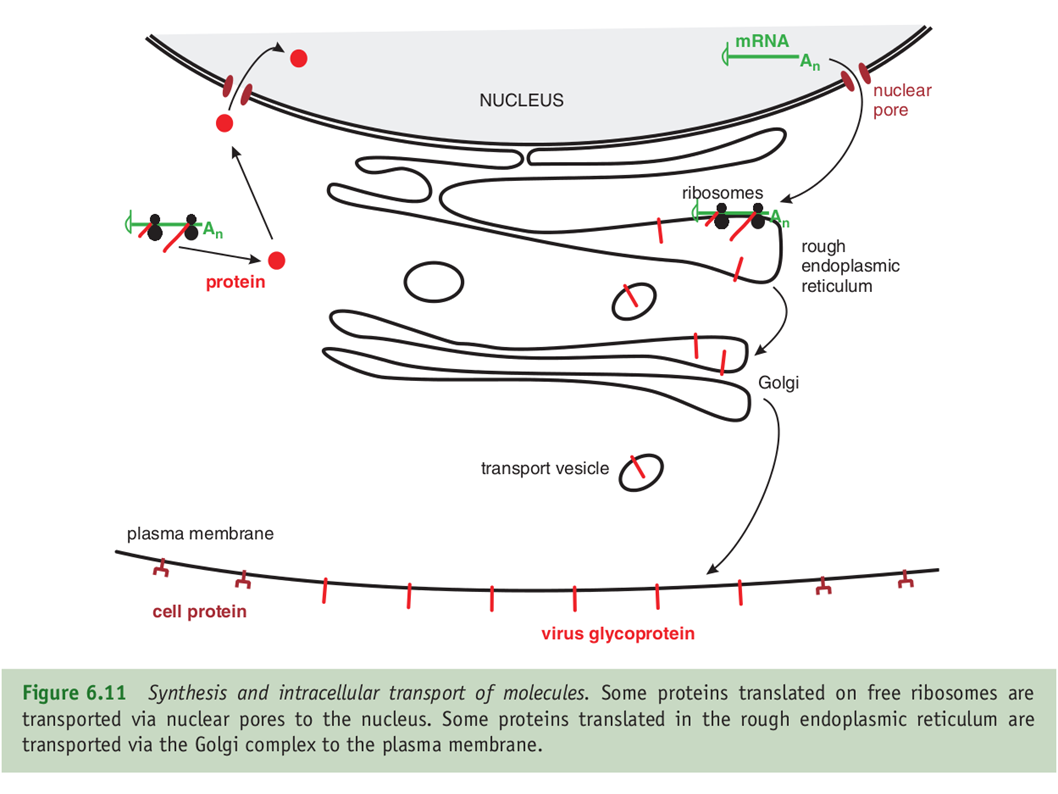 mRNA
An
NUCLEUS
nuclear
pore
ribosomes
An
An
rough
endoplasmic
reticulum
protein
Golgi
transport vesicle
plasma membrane
cell protein
virus glycoprotein
Figure 6.11 Synthesis and intracellular transport of molecules. Some proteins translated on free ribosomes are
transported via nuclear pores to the nucleus. Some proteins translated in the rough endoplasmic reticulum are
transported via the Golgi complex to the plasma membrane.